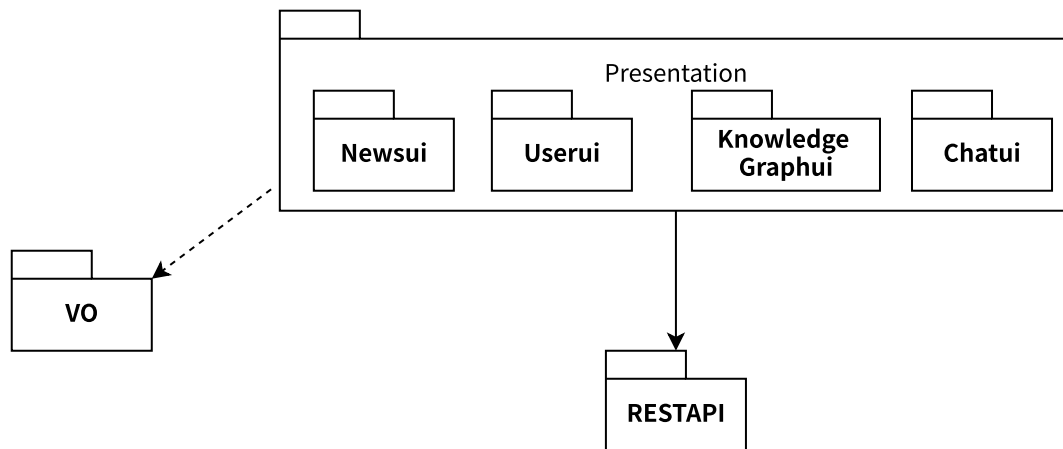 Presentation
Newsui
Userui
Knowledge
Graphui
Chatui
VO
RESTAPI